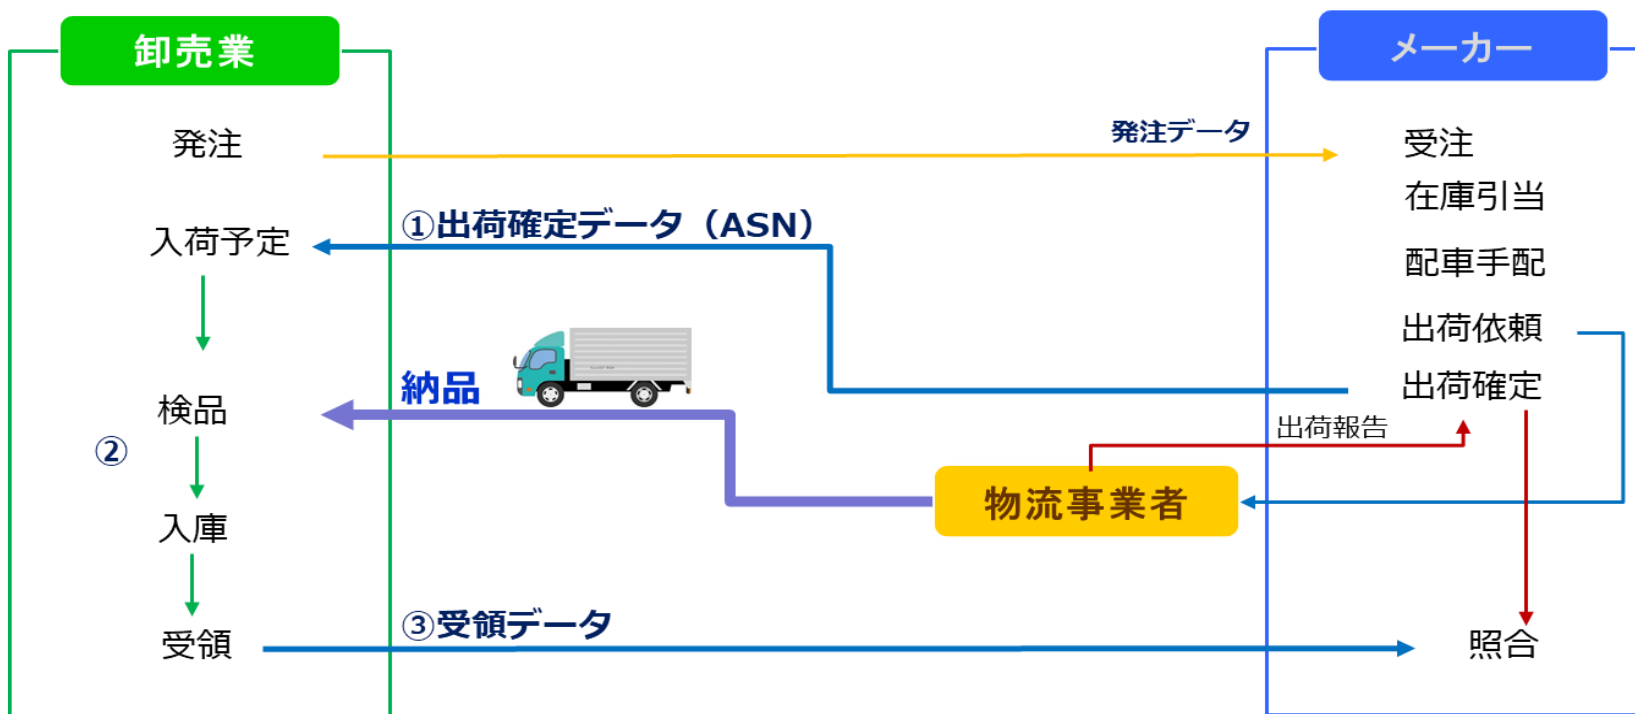 卸売業
メーカー
発注
発注データ
受注
在庫引当
入荷予定
①出荷確定データ（ASN）
配車手配
出荷依頼
納品
出荷確定
検品
出荷報告
②
物流事業者
入庫
③受領データ
受領
照合